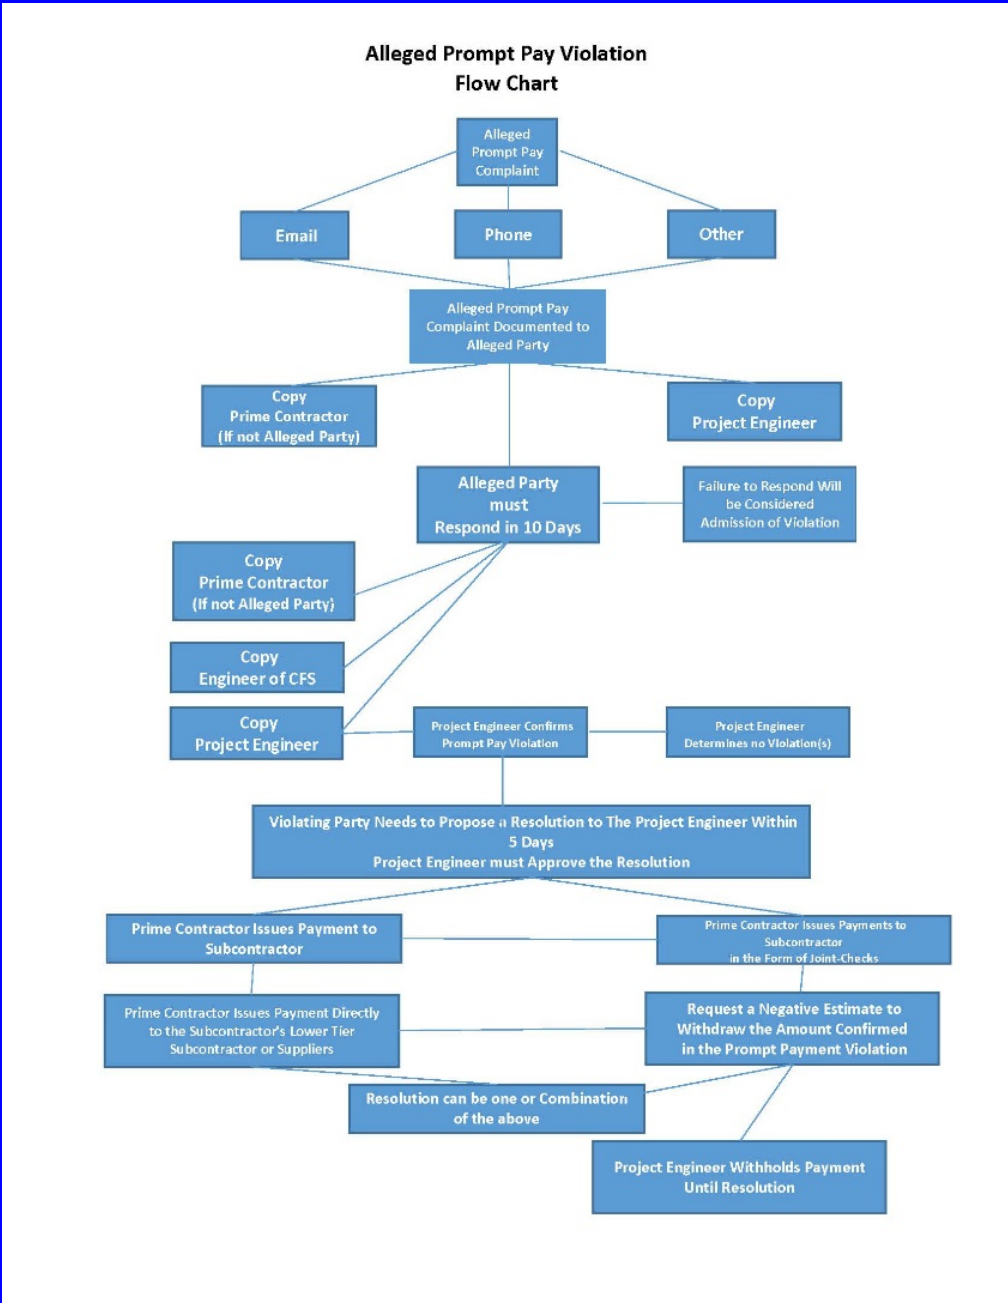 Alleged Prompt Pay Violation
Flow Chart
Alleged
Prompt Pay
Complaint
Email
Phone
Other
Alleged Prompt Pay
Complaint Documented to
Alleged Party
Copy
Prime Contractor
(If not Alleged Party)
Copy
Project Engineer
Alleged Party
must
Respond in 10 Days
Failure to Respond Will
be Considered
Admission of Violation
Copy
Prime Contractor
(If not Alleged Party)
Copy
Engineer of CFS
Copy
Project Engineer
Project Engineer Confirms
Prompt Pay Violation
Project Engineer
Determines no Violation(s)
Violating Party Needs to Propose a Resolution to The Project Engineer Within
5 Days
Project Engineer must Approve the Resolution
Prime Contractor Issues Payment to
Subcontractor
Prime Contractor Issues Payments to
Subcontractor
in the Form of Joint-Checks
Prime Contractor Issues Payment Directly
to the Subcontractor's Lower Tier
Subcontractor or Suppliers
Request a Negative Estimate to
Withdraw the Amount Confirmed
in the Prompt Payment Violation
Resolution can be one or Combination
of the above
Project Engineer Withholds Payment
Until Resolution